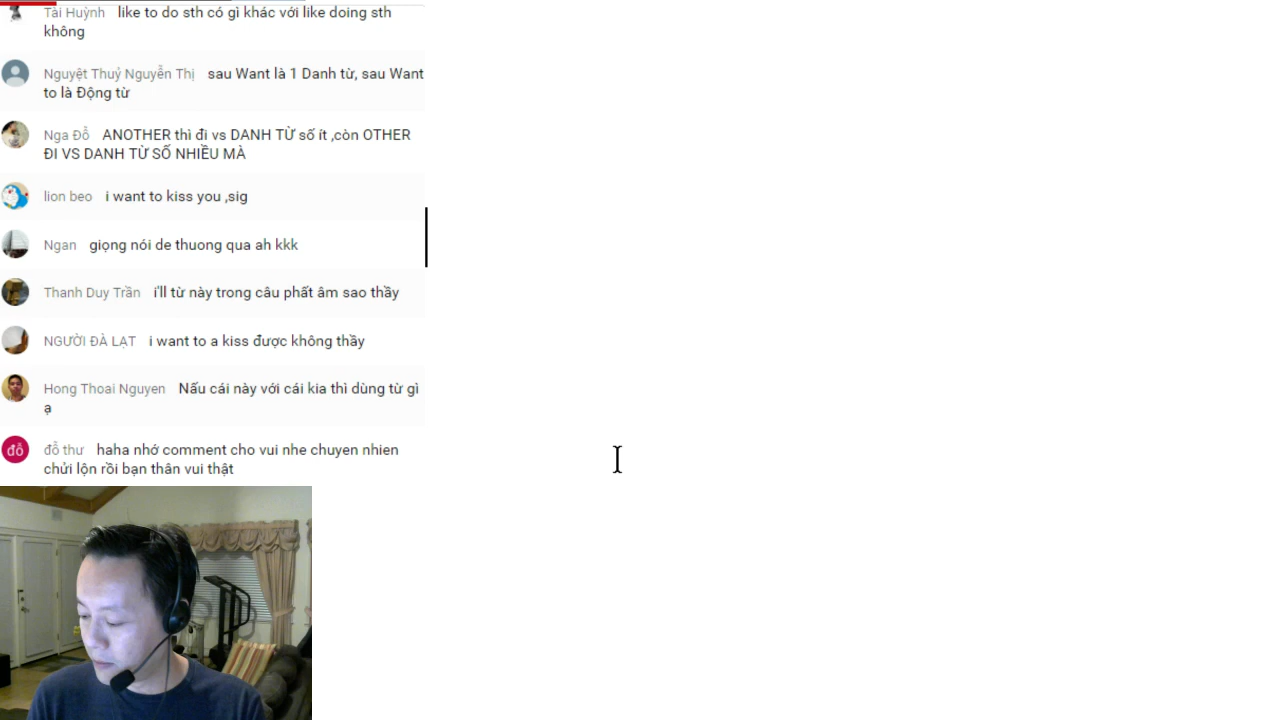 Tài Huỳnh like to do sth có gì khác với like doing sth
không
Nguyệt Thuỷ Nguyễn Thị sau Want là 1 Danh từ, sau Want
to là Động từ
Nga Đỗ ANOTHER thì đi vs DANH TỪ số ít ,còn OTHER
ĐI VS DANH TỪ SỐ NHIỀU MÀ
lion beo i want to kiss you ,sig
Ngan giọng nói de thuong qua ah kkk
Thanh Duy Trần i'll từ này trong câu phất âm sao thầy
NGƯỜI ĐÀ LẠT i want to a kiss được không thầy
Hong Thoai Nguyen Nấu cái này với cái kia thì dùng từ gì
ạ
đỗ
đỗ thư haha nhớ comment cho vui nhe chuyen nhien
chửi lộn rồi bạn thân vui thật